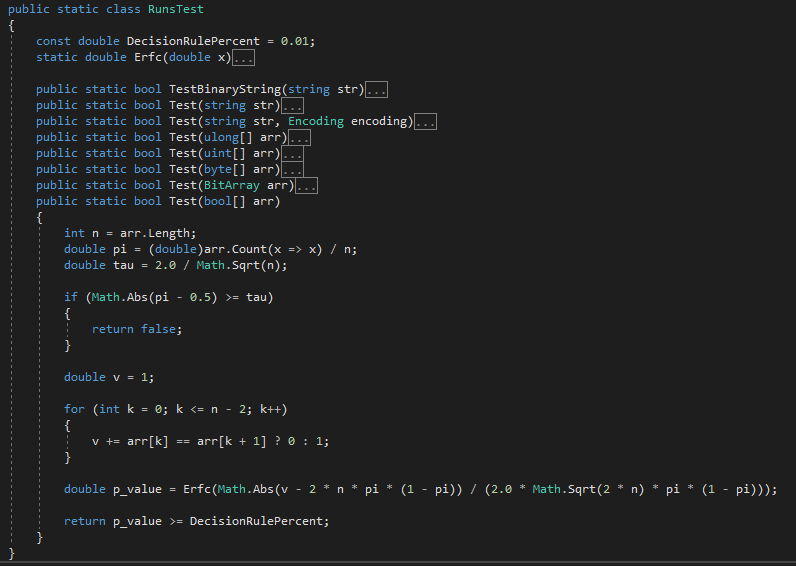 public static class RunsTest
{
const double DecisionRulePercent = 0.01;
static double Erfc(double x)...
public static bool TestBinaryString(string str)...
public static bool Test(string str)...
public static bool Test(string str, Encoding encoding)...
public static bool Test(ulong[] arr)...
public static bool Test(uint[] arr)...
public static bool Test(byte[] arr)...
public static bool Test(BitArray arr)...
public static bool Test(bool[] arr)
{
int n = arr.Length;
double pi = (double)arr.Count(x => x) / n;
double tau = 2.0 / Math.Sqrt(n);
if (Math.Abs(pi - 0.5) >= tau)
{
return false;
}
double v = 1;
for (int k = 0; k <= n - 2; k++)
{
v += arr[k] == arr[k + 1] ? 0 : 1;
}
double p_value = Erfc(Math.Abs(v - 2 * n * pi * (1 - pi)) / (2.0 * Math.Sqrt(2 * n) * pi * (1 - pi)));
return p_value >= DecisionRulePercent;
}
}